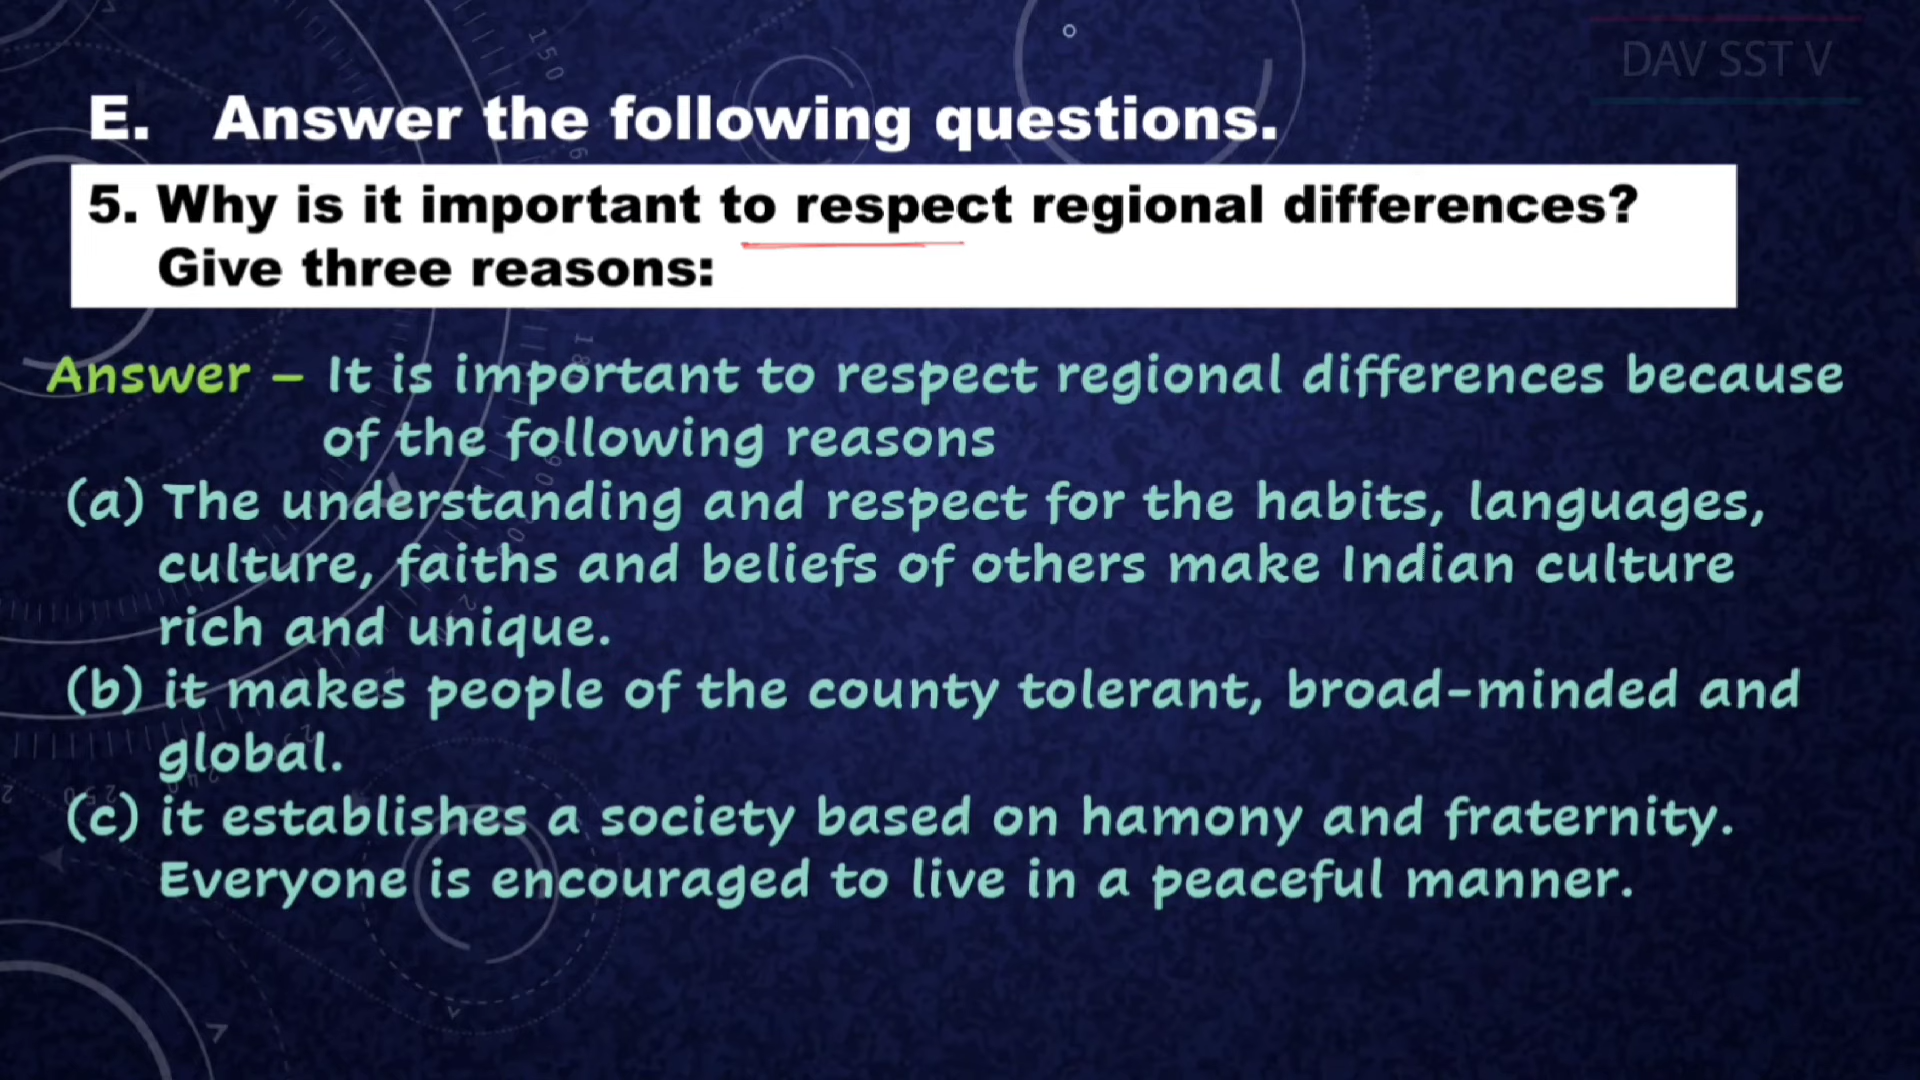 DAV SST V
E. Answer the following questions.
5. Why is it important to respect regional differences?
Give three reasons:
Answer – It is important to respect regional differences because
of the following reasons
(a) The understanding and respect for the habits, languages,
culture, faiths and beliefs of others make Indian culture
rich and unique.
(b) it makes people of the county tolerant, broad-minded and
global.
(c) it establishes a society based on hamony and fraternity.
Everyone is encouraged to live in a peaceful manner.